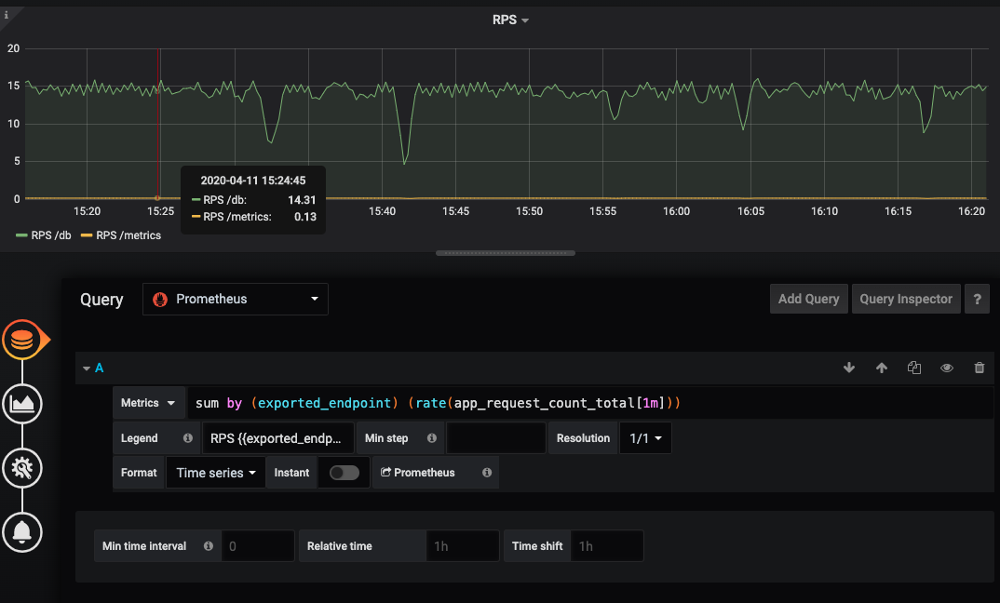 i
RPS
20
15
10
5
0
15:20 15:25 15:40 15:45 15:50 15:55 16:00 16:05 16:10 16:15 16:20
2020-04-11 15:24:45
RPS /db: 14.31
RPS /metrics: 0.13
RPS /db RPS /metrics
Query Prometheus Add Query Query Inspector ?
A
Metrics sum by (exported_endpoint) (rate(app_request_count_total[1m]))
Legend i RPS {{exported_endp... Min step i Resolution 1/1
Format Time series Instant Prometheus i
Min time interval i 0 Relative time 1h Time shift 1h